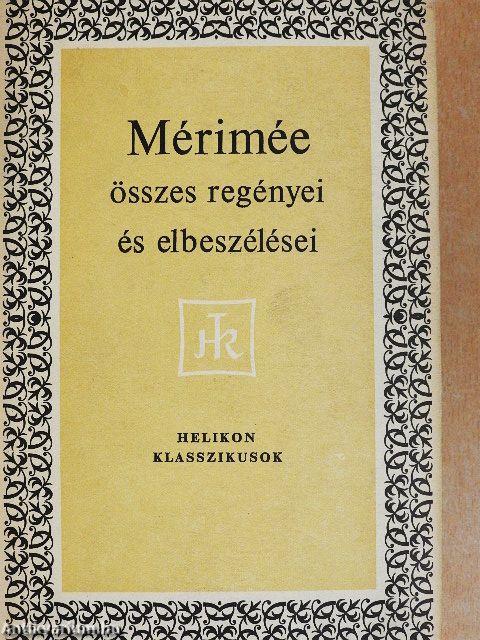 Mérimée
összes regényei
és elbeszélései
HK
HELIKON
KLASSZIKUSOK